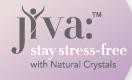 jiva:™
stay stress-free
with Natural Crystals